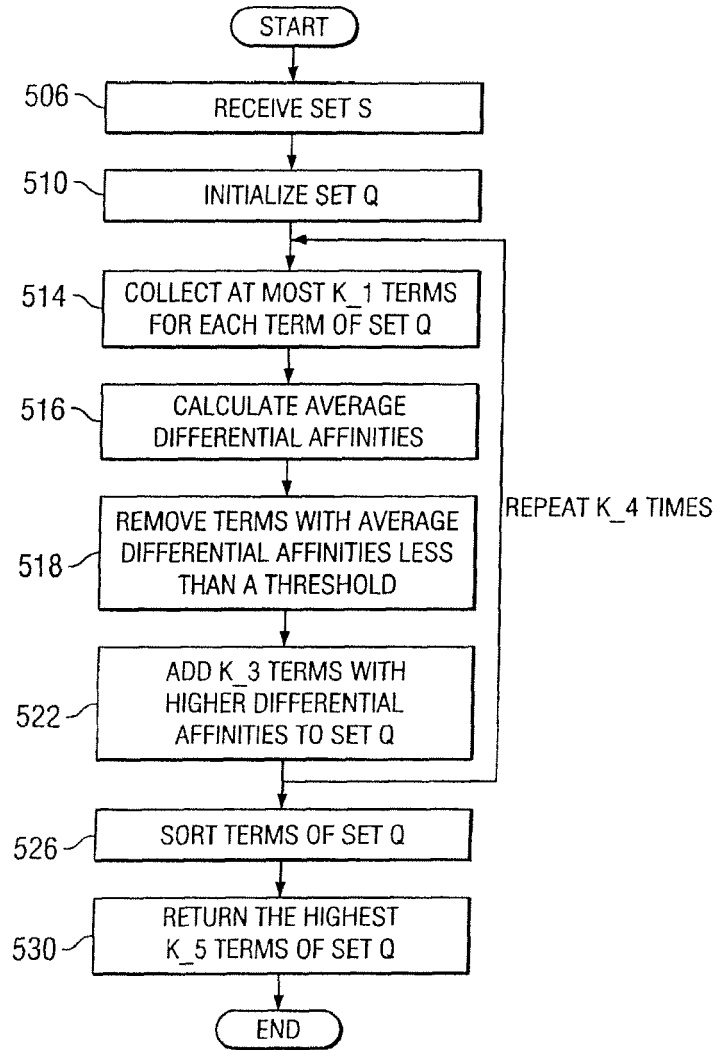 START
506
RECEIVE SET S
510
INITIALIZE SET Q
514
COLLECT AT MOST K_1 TERMS
FOR EACH TERM OF SET Q
516
CALCULATE AVERAGE
DIFFERENTIAL AFFINITIES
REPEAT K_4 TIMES
518
REMOVE TERMS WITH AVERAGE
DIFFERENTIAL AFFINITIES LESS
THAN A THRESHOLD
522
ADD K_3 TERMS WITH
HIGHER DIFFERENTIAL
AFFINITIES TO SET Q
526
SORT TERMS OF SET Q
530
RETURN THE HIGHEST
K_5 TERMS OF SET Q
END